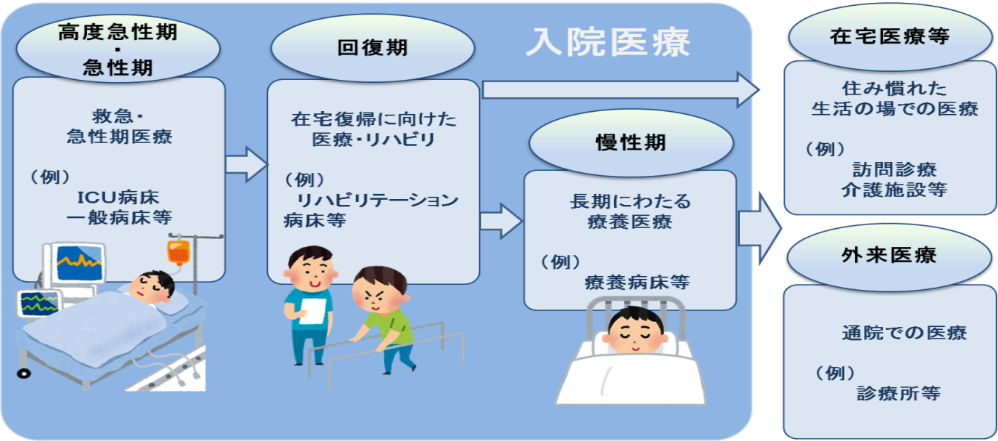 入院医療
高度急性期
・
急性期
救急・
急性期医療
（例）
ICU病床
一般病床等
回復期
在宅復帰に向けた
医療・リハビリ
（例）
リハビリテーション
病床等
慢性期
長期にわたる
療養医療
（例）
療養病床等
在宅医療等
住み慣れた
生活の場での医療
（例）
訪問診療
介護施設等
外来医療
通院での医療
（例）
診療所等